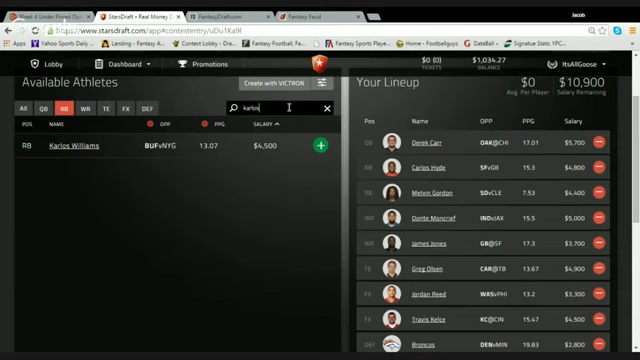 Week 4 Under Priced Op
StarsDraft • Real Money D
FantasyDraft.com
Fantasy Feud
Jacob
https://www.starsdraft.com/app#contestentry/uDu1Ka9l
Yahoo Sports Daily
Landing - Fantasy A
Contest Lobby - Dra
Fantasy Football, Fa
Home - Footballguys
DateBall
Signature Stats: YPC
Other bookmarks
Lobby
Dashboard
Promotions
$0 (0)
TICKETS
$1,034.27
BALANCE
ItsAllGoose
Available Athletes
Create with VICTRON
Your Lineup
$0
Avg. Per Player
$10,900
Salary Remaining
All QB RB WR TE FX DEF
karlos
POS NAME OPP PPG SALARY
RB Karlos Williams BUFvNYG 13.07 $4,500
Pos Name OPP PPG Salary
QB Derek Carr OAK@CHI 17.01 $5,700
RB Carlos Hyde SFvGB 15.3 $4,800
RB Melvin Gordon SDvCLE 7.53 $4,400
WR Donte Moncrief INDvJAX 15.5 $5,000
WR James Jones GB@SF 17.3 $3,700
TE Greg Olsen CAR@TB 13.67 $4,900
FX Jordan Reed WASvPHI 13.2 $3,300
FX Travis Kelce KC@CIN 15.47 $4,500
DEF Broncos DENvMIN 19.83 $2,800